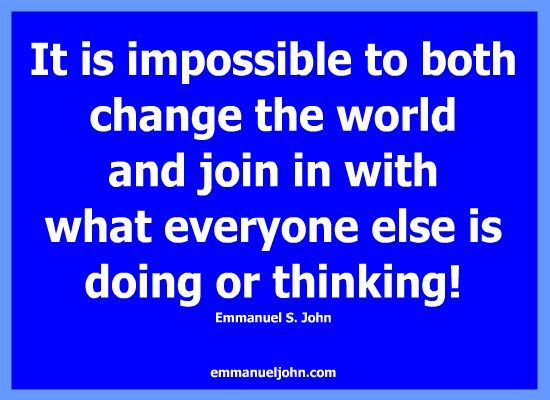 It is impossible to both
change the world
and join in with
what everyone else is
doing or thinking!
Emmanuel S. John
emmanueljohn.com